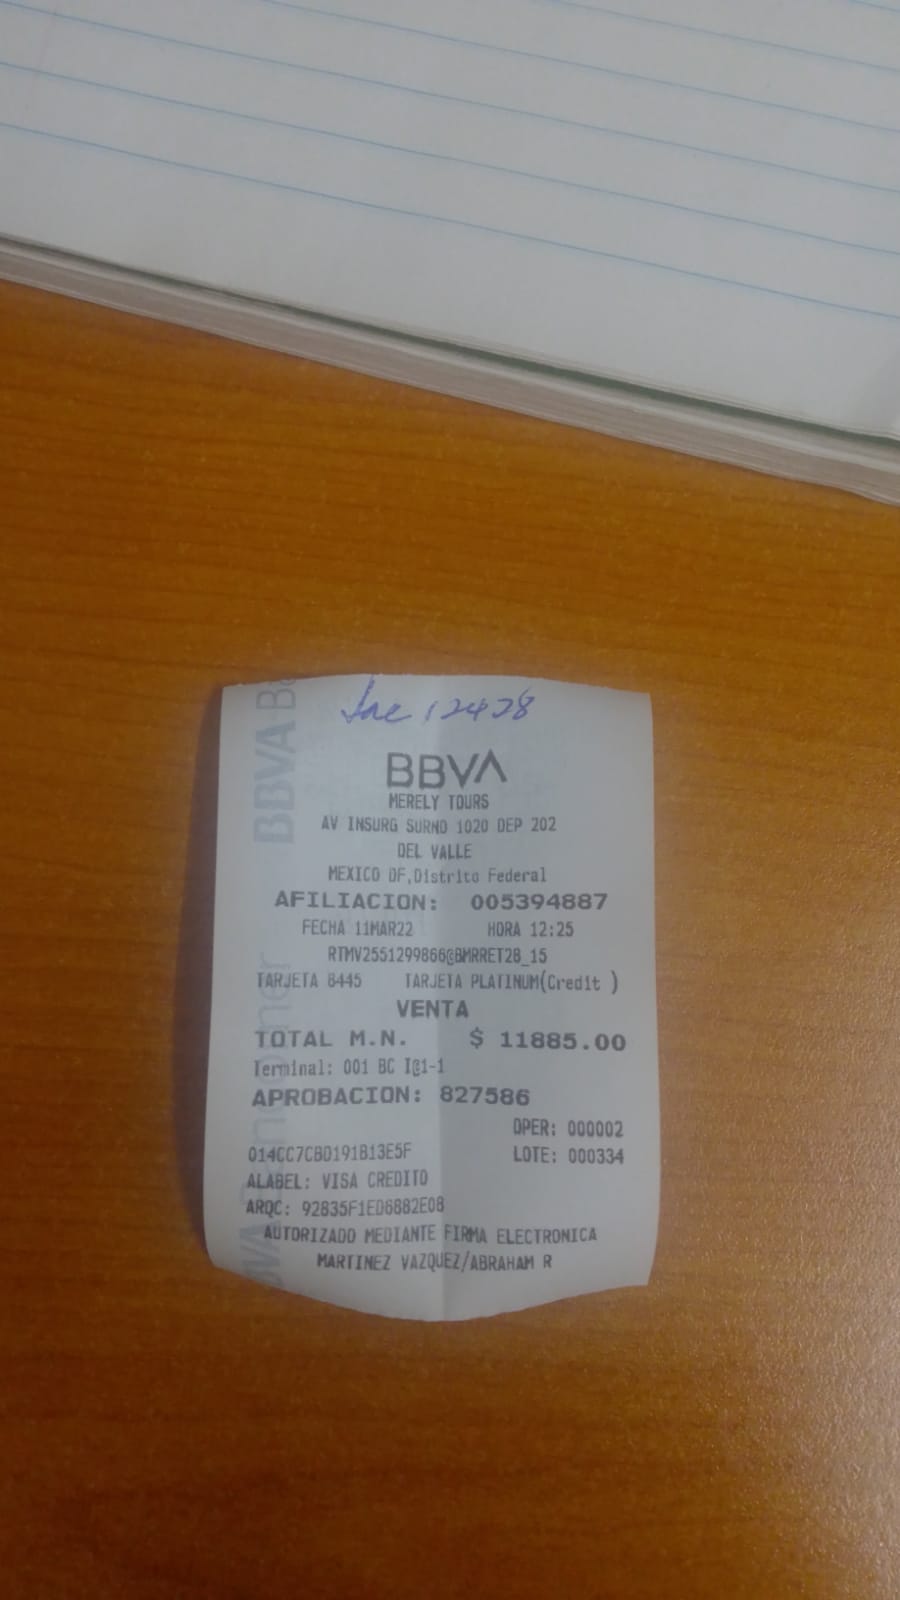 12428
BBVA
MERELY TOURS
AV INSURG SURNO 1020 DEP 202
DEL VALLE
MEXICO DF,Distrito Federal
AFILIACION: 005394887
FECHA 11MAR22 HORA 12:25
RTMV2551299866@BMRRET28_15
TARJETA 8445 TARJETA PLATINUM(Credit )
VENTA
TOTAL M.N. $ 11885.00
Terminal: 001 BC I@1-1
APROBACION: 827586
OPER: 000002
014CC7CBD191B13E5F LOTE: 000334
ALABEL: VISA CREDITO
ARQC: 92835F1ED6882E08
AUTORIZADO MEDIANTE FIRMA ELECTRONICA
MARTINEZ VAZQUEZ/ABRAHAM R
BBVA